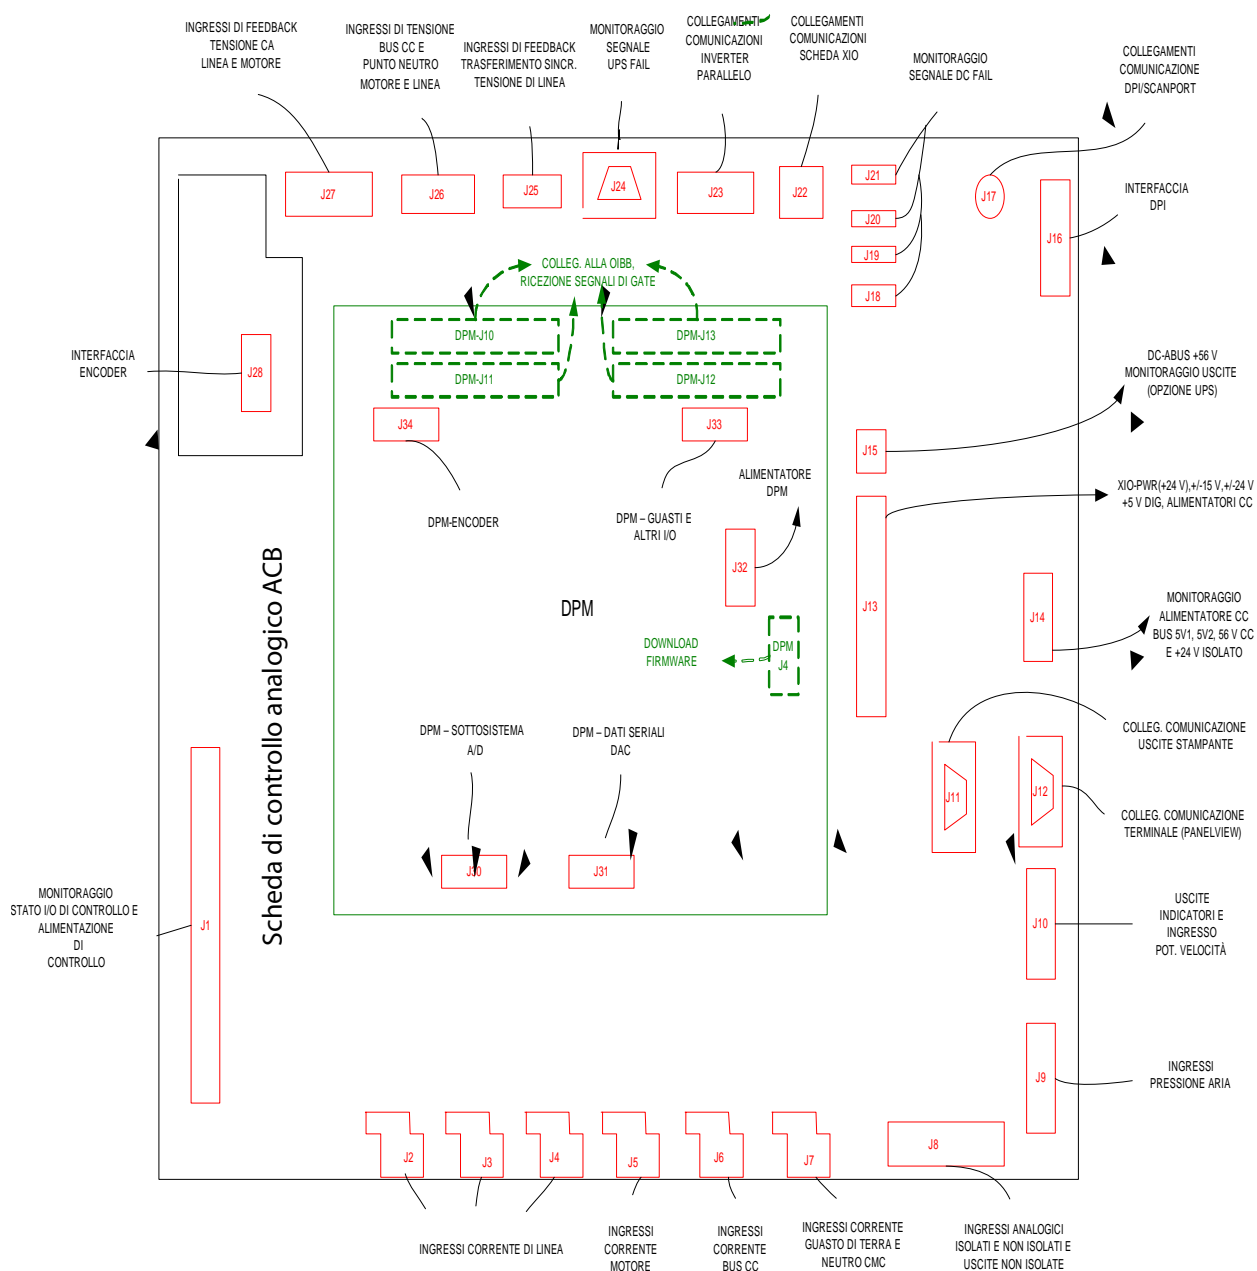 INGRESSI DI FEEDBACK
TENSIONE CA
LINEA E MOTORE
INGRESSI DI TENSIONE
BUS CC E
PUNTO NEUTRO
MOTORE E LINEA
INGRESSI DI FEEDBACK
TRASFERIMENTO SINCR.
TENSIONE DI LINEA
MONITORAGGIO
SEGNALE
UPS FAIL
COLLEGAMENTI
COMUNICAZIONI
INVERTER
PARALLELO
COLLEGAMENTI
COMUNICAZIONI
SCHEDA XIO
MONITORAGGIO
SEGNALE DC FAIL
COLLEGAMENTI
COMUNICAZIONE
DPI/SCANPORT
J27
J26
J25
J24
J23
J22
J21
J20
J19
J18
J17
J16
INTERFACCIA
DPI
COLLEG. ALLA OIBB,
RICEZIONE SEGNALI DI GATE
DPM-J10
DPM-J13
DPM-J11
DPM-J12
INTERFACCIA
ENCODER
J28
J34
J33
J15
DC-ABUS +56 V
MONITORAGGIO USCITE
(OPZIONE UPS)
ALIMENTATORE
DPM
XIO-PWR(+24 V),+/-15 V,+/-24 V
+5 V DIG, ALIMENTATORI CC
DPM-ENCODER
DPM – GUASTI E
ALTRI I/O
J32
J13
J14
MONITORAGGIO
ALIMENTATORE CC
BUS 5V1, 5V2, 56 V CC
E +24 V ISOLATO
Scheda di controllo analogico ACB
DPM
DOWNLOAD
FIRMWARE
DPM
J4
DPM – SOTTOSISTEMA
A/D
DPM – DATI SERIALI
DAC
COLLEG. COMUNICAZIONE
USCITE STAMPANTE
J11
J12
COLLEG. COMUNICAZIONE
TERMINALE (PANELVIEW)
J30
J31
MONITORAGGIO
STATO I/O DI CONTROLLO E
ALIMENTAZIONE
DI
CONTROLLO
J1
J10
USCITE
INDICATORI E
INGRESSO
POT. VELOCITÀ
J9
INGRESSI
PRESSIONE ARIA
J2
J3
J4
J5
J6
J7
J8
INGRESSI CORRENTE DI LINEA
INGRESSI
CORRENTE
MOTORE
INGRESSI
CORRENTE
BUS CC
INGRESSI CORRENTE
GUASTO DI TERRA E
NEUTRO CMC
INGRESSI ANALOGICI
ISOLATI E NON ISOLATI E
USCITE NON ISOLATE